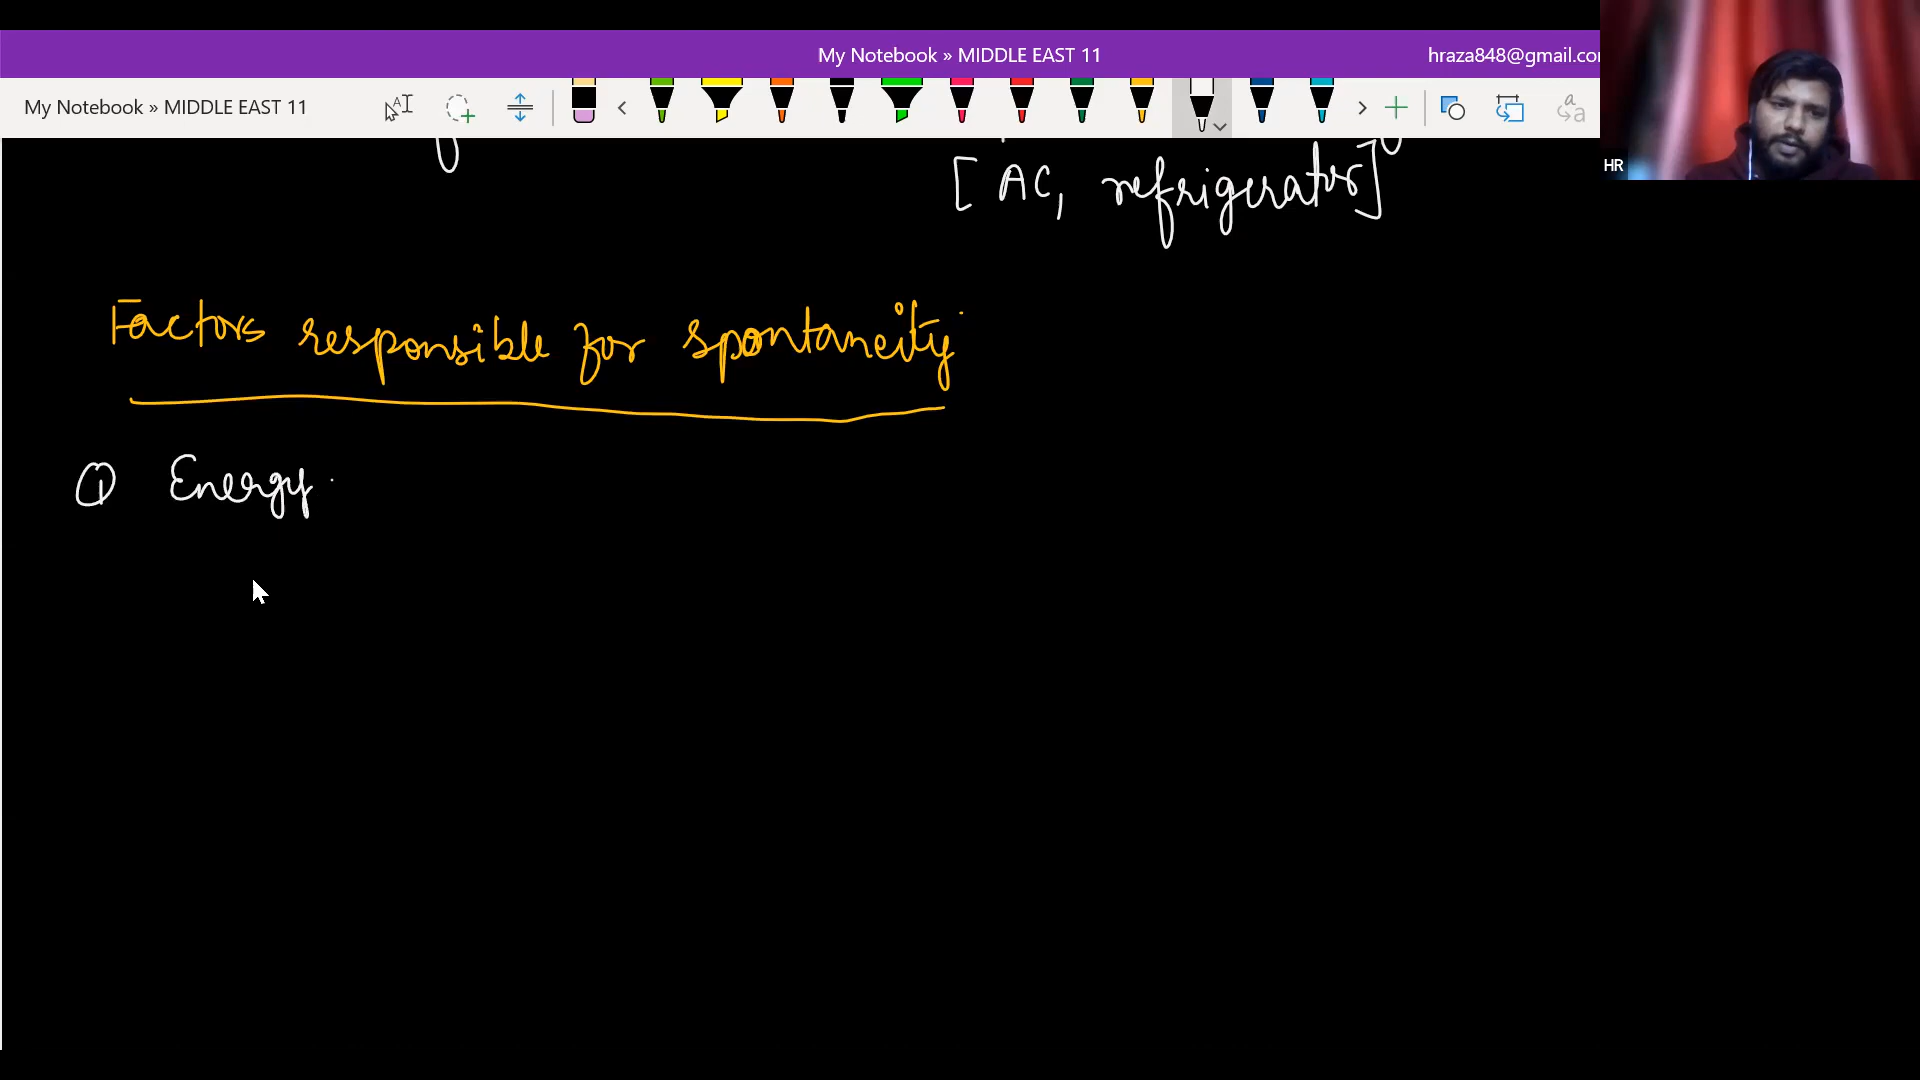 My Notebook » MIDDLE EAST 11
hraza848@gmail.co
My Notebook » MIDDLE EAST 11
HR
[AC, refrigerator]
Factors responsible for spontaneity
① Energy